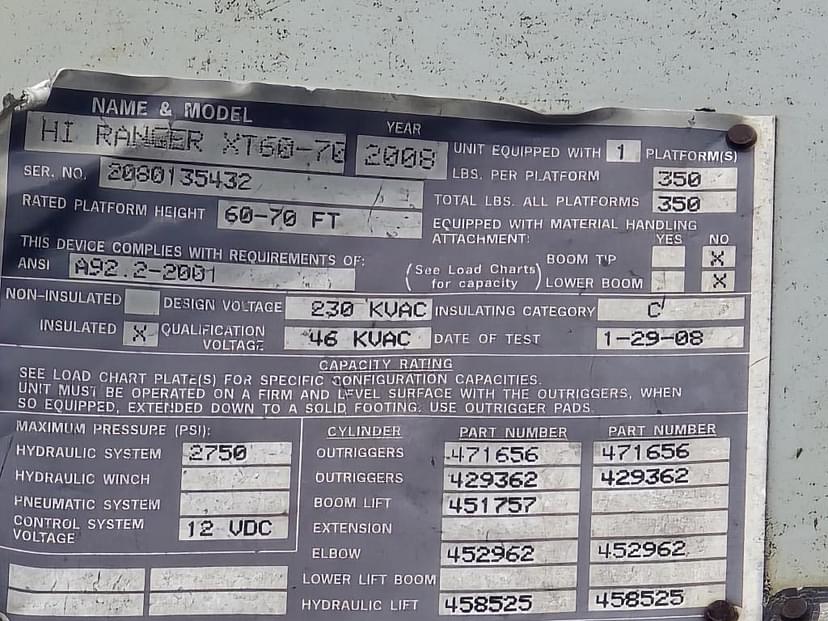 NAME & MODEL
HI RANGER XT60-70
YEAR
2008
UNIT EQUIPPED WITH 1 PLATFORM(S)
SER. NO. 2080135432
LBS. PER PLATFORM 350
RATED PLATFORM HEIGHT 60-70 FT
TOTAL LBS. ALL PLATFORMS 350
EQUIPPED WITH MATERIAL HANDLING
ATTACHMENT: YES NO
THIS DEVICE COMPLIES WITH REQUIREMENTS OF:
ANSI A92.2-2001
(See Load Charts for capacity)
BOOM TIP X
LOWER BOOM X
NON-INSULATED DESIGN VOLTAGE 230 KVAC INSULATING CATEGORY C
INSULATED X QUALIFICATION VOLTAGE 46 KVAC DATE OF TEST 1-29-08
CAPACITY RATING
SEE LOAD CHART PLATE(S) FOR SPECIFIC CONFIGURATION CAPACITIES.
UNIT MUST BE OPERATED ON A FIRM AND LEVEL SURFACE WITH THE OUTRIGGERS, WHEN
SO EQUIPPED, EXTENDED DOWN TO A SOLID FOOTING. USE OUTRIGGER PADS.
MAXIMUM PRESSURE (PSI):
HYDRAULIC SYSTEM 2750
HYDRAULIC WINCH
PNEUMATIC SYSTEM
CONTROL SYSTEM
VOLTAGE 12 VDC
CYLINDER PART NUMBER PART NUMBER
OUTRIGGERS 471656 471656
OUTRIGGERS 429362 429362
BOOM LIFT 451757
EXTENSION
ELBOW 452962 452962
LOWER LIFT BOOM
HYDRAULIC LIFT 458525 458525